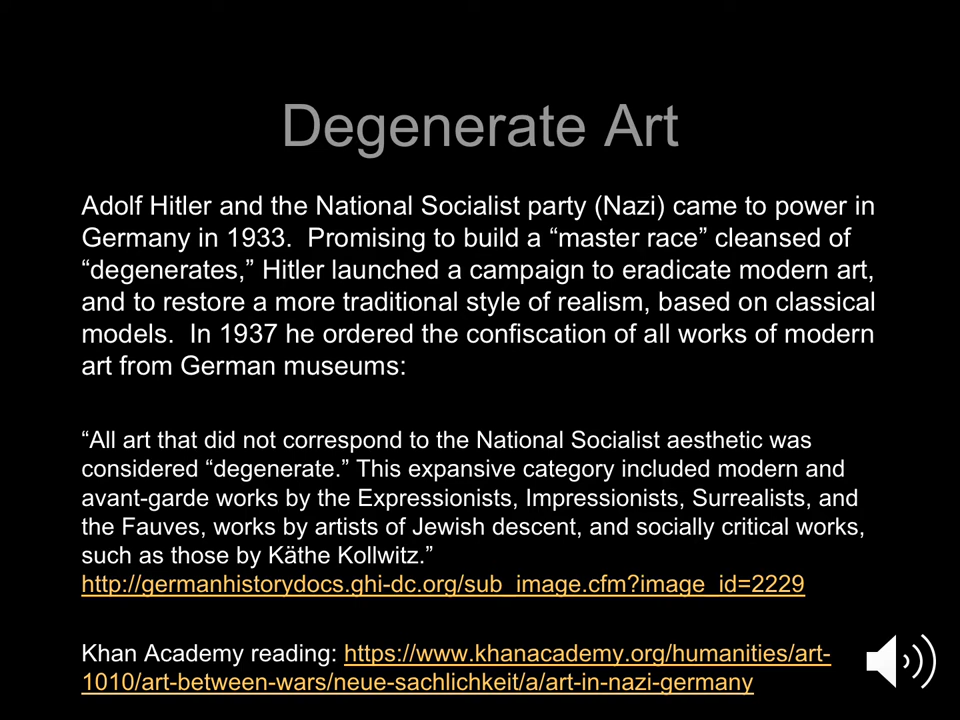 Degenerate Art
Adolf Hitler and the National Socialist party (Nazi) came to power in
Germany in 1933.  Promising to build a “master race” cleansed of
“degenerates,” Hitler launched a campaign to eradicate modern art,
and to restore a more traditional style of realism, based on classical
models.  In 1937 he ordered the confiscation of all works of modern
art from German museums:
“All art that did not correspond to the National Socialist aesthetic was
considered “degenerate.” This expansive category included modern and
avant-garde works by the Expressionists, Impressionists, Surrealists, and
the Fauves, works by artists of Jewish descent, and socially critical works,
such as those by Käthe Kollwitz.”
http://germanhistorydocs.ghi-dc.org/sub_image.cfm?image_id=2229
Khan Academy reading: https://www.khanacademy.org/humanities/art-
1010/art-between-wars/neue-sachlichkeit/a/art-in-nazi-germany